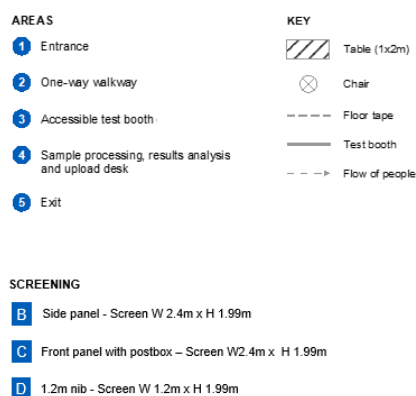 AREAS
1 Entrance
2 One-way walkway
3 Accessible test booth
4 Sample processing, results analysis
and upload desk
5 Exit
KEY
Table (1x2m)
Chair
Floor tape
Test booth
Flow of people
SCREENING
B Side panel - Screen W 2.4m x H 1.99m
C Front panel with postbox – Screen W2.4m x H 1.99m
D 1.2m nib - Screen W 1.2m x H 1.99m